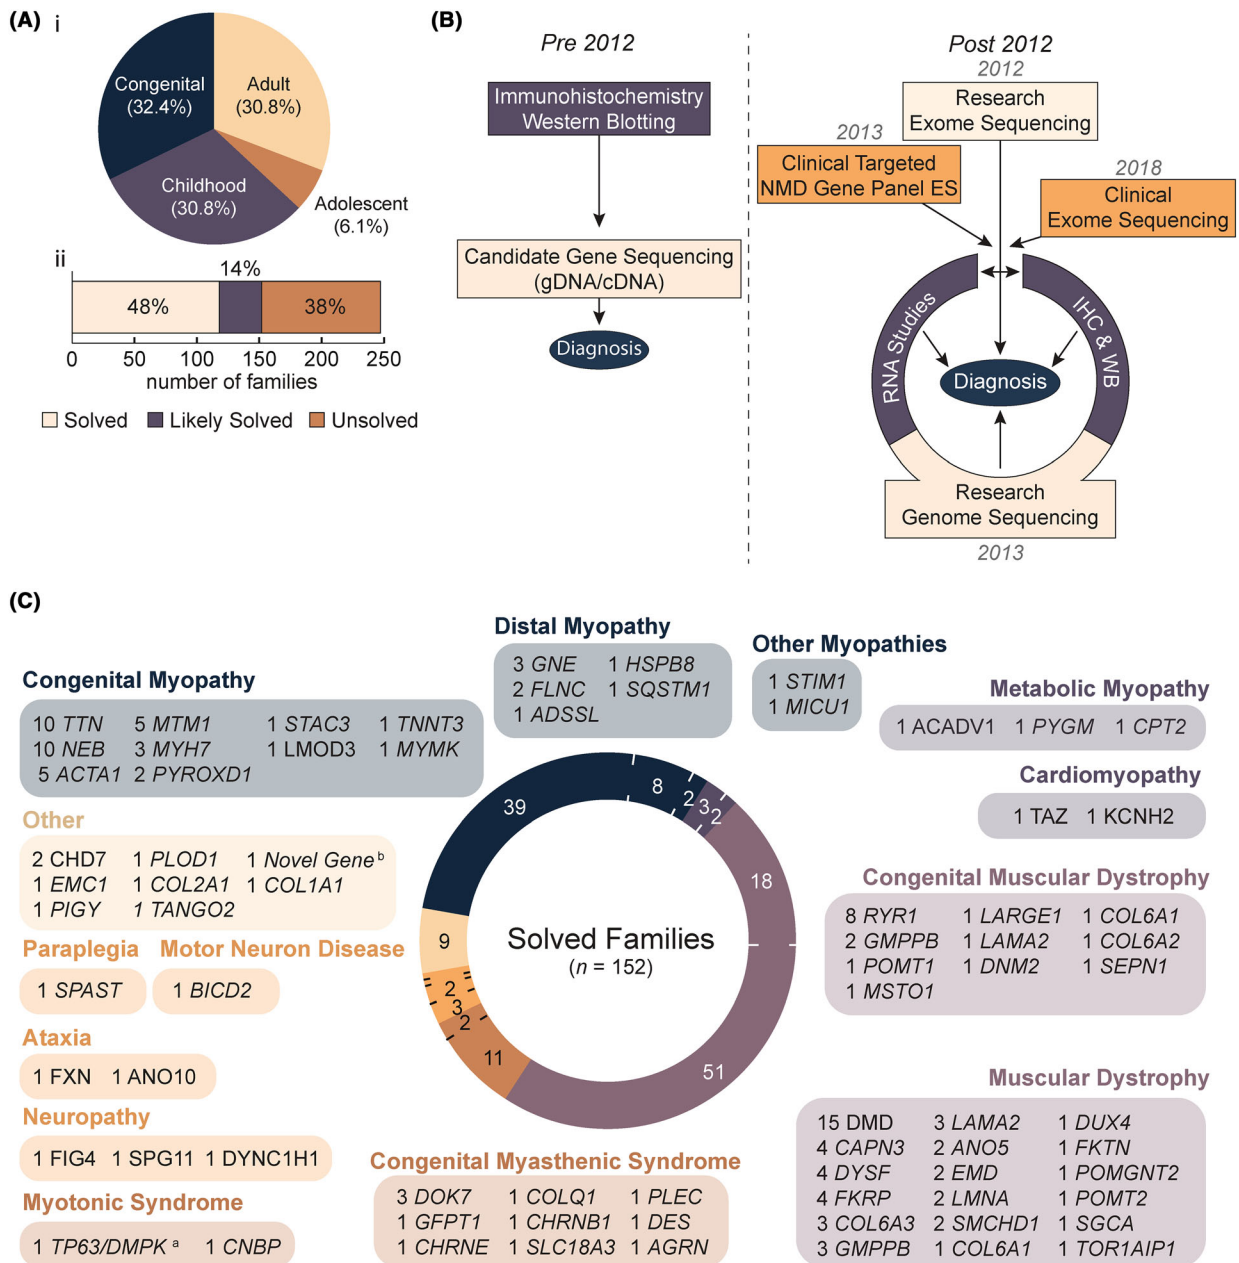 (A) i
Congenital
(32.4%)
Adult
(30.8%)
Childhood
(30.8%)
Adolescent
(6.1%)
ii
14%
48%
38%
0 50 100 150 200 250
number of families
Solved Likely Solved Unsolved
(B)
Pre 2012
Immunohistochemistry
Western Blotting
Candidate Gene Sequencing
(gDNA/cDNA)
Diagnosis
Post 2012
2012
Research
Exome Sequencing
2013
Clinical Targeted
NMD Gene Panel ES
2018
Clinical
Exome Sequencing
RNA Studies
IHC & WB
Diagnosis
Research
Genome Sequencing
2013
(C)
Congenital Myopathy
10 TTN 5 MTM1 1 STAC3 1 TNNT3
10 NEB 3 MYH7 1 LMOD3 1 MYMK
5 ACTA1 2 PYROXD1
Distal Myopathy
3 GNE 1 HSPB8
2 FLNC 1 SQSTM1
1 ADSSL
Other Myopathies
1 STIM1
1 MICU1
Metabolic Myopathy
1 ACADV1 1 PYGM 1 CPT2
Cardiomyopathy
1 TAZ 1 KCNH2
Other
2 CHD7 1 PLOD1 1 Novel Gene b
1 EMC1 1 COL2A1 1 COL1A1
1 PIGY 1 TANGO2
Paraplegia
1 SPAST
Motor Neuron Disease
1 BICD2
Ataxia
1 FXN 1 ANO10
Neuropathy
1 FIG4 1 SPG11 1 DYNC1H1
Myotonic Syndrome
1 TP63/DMPK a 1 CNBP
39
8
2
3
2
18
51
11
2
3
2
9
Solved Families
(n = 152)
Congenital Muscular Dystrophy
8 RYR1 1 LARGE1 1 COL6A1
2 GMPPB 1 LAMA2 1 COL6A2
1 POMT1 1 DNM2 1 SEPN1
1 MSTO1
Congenital Myasthenic Syndrome
3 DOK7 1 COLQ1 1 PLEC
1 GFPT1 1 CHRNB1 1 DES
1 CHRNE 1 SLC18A3 1 AGRN
Muscular Dystrophy
15 DMD 3 LAMA2 1 DUX4
4 CAPN3 2 ANO5 1 FKTN
4 DYSF 2 EMD 1 POMGNT2
4 FKRP 2 LMNA 1 POMT2
3 COL6A3 2 SMCHD1 1 SGCA
3 GMPPB 1 COL6A1 1 TOR1AIP1